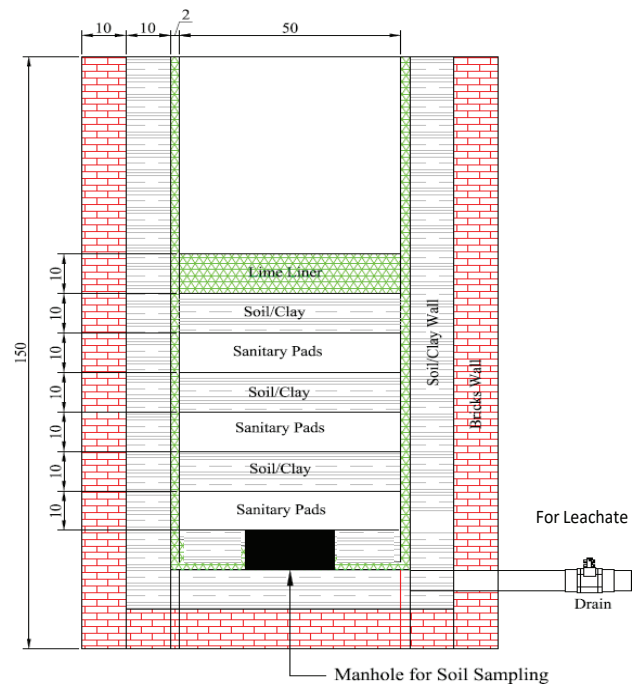 2
10
10
50
10
Lime Liner
10
Soil/Clay
10
Sanitary Pads
10
Soil/Clay
10
Sanitary Pads
10
Soil/Clay
10
Sanitary Pads
150
Soil/Clay Wall
Bricks Wall
For Leachate
Drain
Manhole for Soil Sampling